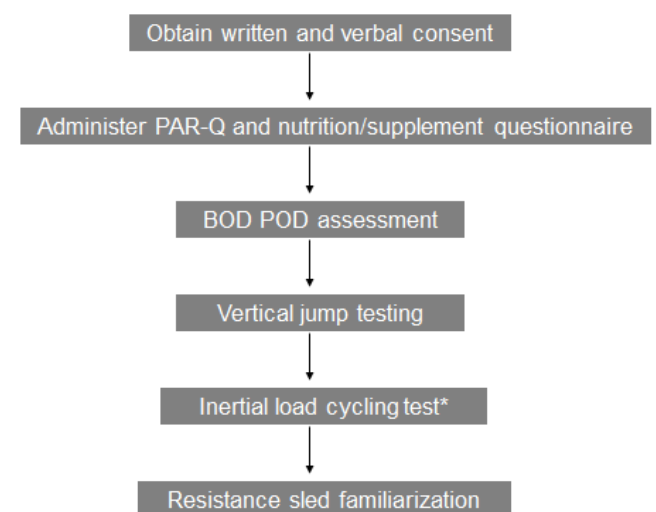 Obtain written and verbal consent
Administer PAR-Q and nutrition/supplement questionnaire
BOD POD assessment
Vertical jump testing
Inertial load cycling test*
Resistance sled familiarization